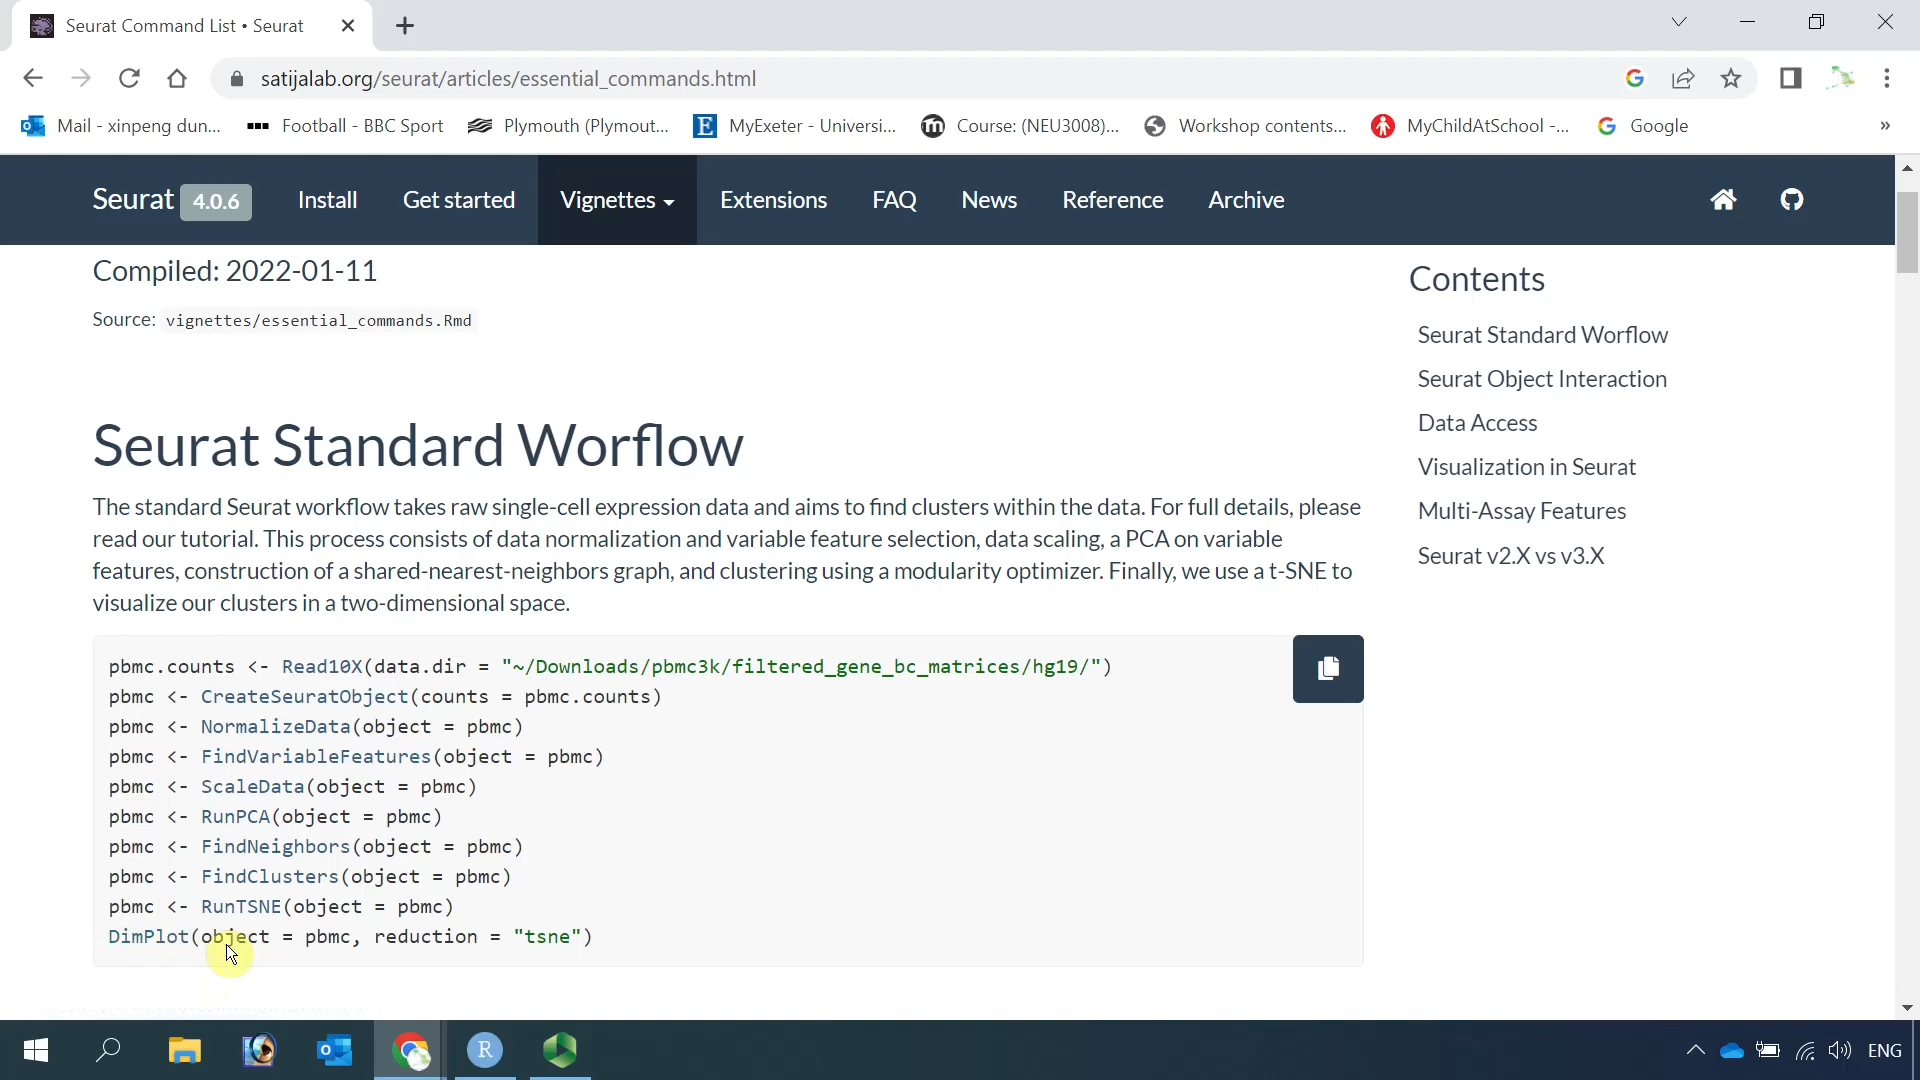 Seurat Command List • Seurat
satijalab.org/seurat/articles/essential_commands.html
Mail - xinpeng dun... Football - BBC Sport Plymouth (Plymout... MyExeter - Universi... Course: (NEU3008)... Workshop contents... MyChildAtSchool -... Google »
Seurat 4.0.6 Install Get started Vignettes Extensions FAQ News Reference Archive
Compiled: 2022-01-11
Source: vignettes/essential_commands.Rmd
Seurat Standard Worflow
The standard Seurat workflow takes raw single-cell expression data and aims to find clusters within the data. For full details, please
read our tutorial. This process consists of data normalization and variable feature selection, data scaling, a PCA on variable
features, construction of a shared-nearest-neighbors graph, and clustering using a modularity optimizer. Finally, we use a t-SNE to
visualize our clusters in a two-dimensional space.
pbmc.counts <- Read10X(data.dir = "~/Downloads/pbmc3k/filtered_gene_bc_matrices/hg19/")
pbmc <- CreateSeuratObject(counts = pbmc.counts)
pbmc <- NormalizeData(object = pbmc)
pbmc <- FindVariableFeatures(object = pbmc)
pbmc <- ScaleData(object = pbmc)
pbmc <- RunPCA(object = pbmc)
pbmc <- FindNeighbors(object = pbmc)
pbmc <- FindClusters(object = pbmc)
pbmc <- RunTSNE(object = pbmc)
DimPlot(object = pbmc, reduction = "tsne")
Contents
Seurat Standard Worflow
Seurat Object Interaction
Data Access
Visualization in Seurat
Multi-Assay Features
Seurat v2.X vs v3.X
ENG